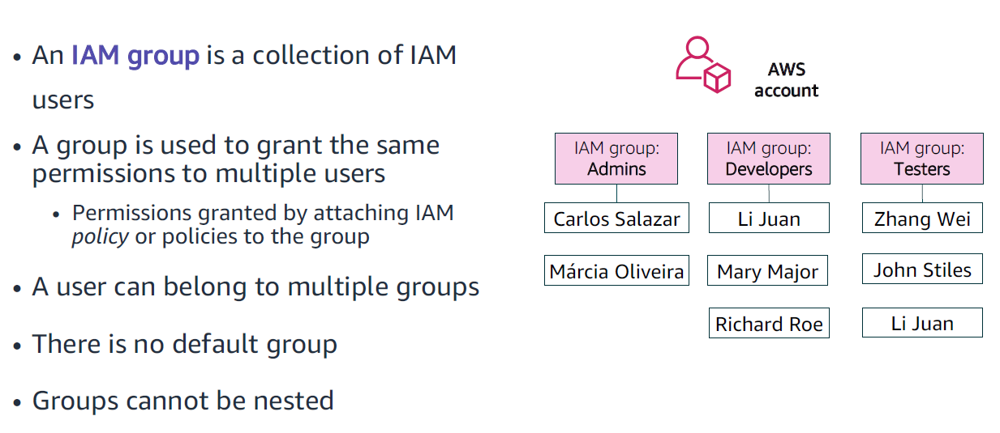 • An IAM group is a collection of IAM
users
• A group is used to grant the same
permissions to multiple users
• Permissions granted by attaching IAM
policy or policies to the group
• A user can belong to multiple groups
• There is no default group
• Groups cannot be nested
AWS
account
IAM group:
Admins
Carlos Salazar
Márcia Oliveira
IAM group:
Developers
Li Juan
Mary Major
Richard Roe
IAM group:
Testers
Zhang Wei
John Stiles
Li Juan